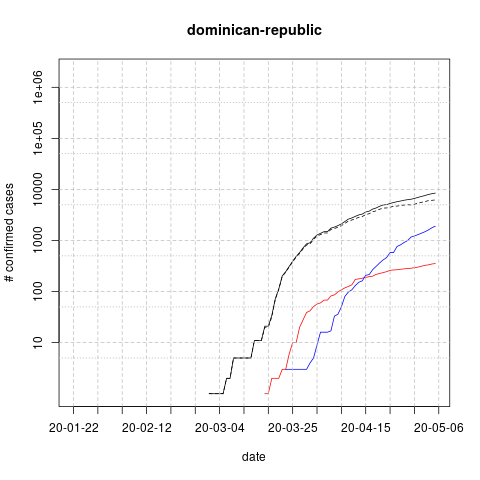 dominican-republic
# confirmed cases
1e+06
1e+05
10000
1000
100
10
20-01-22
20-02-12
20-03-04
20-03-25
20-04-15
20-05-06
date